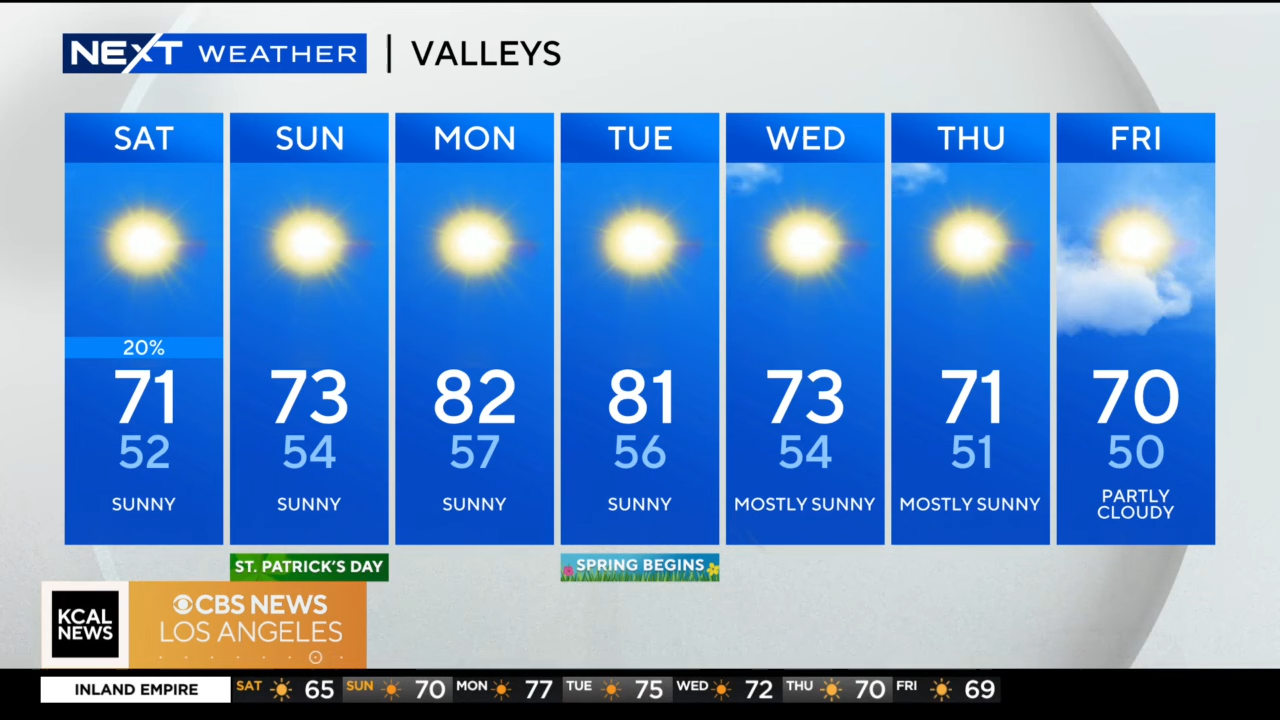 NEXT WEATHER | VALLEYS
SAT SUN MON TUE WED THU FRI
20%
71 73 82 81 73 71 70
52 54 57 56 54 51 50
SUNNY SUNNY SUNNY SUNNY MOSTLY SUNNY MOSTLY SUNNY PARTLY
CLOUDY
ST. PATRICK'S DAY SPRING BEGINS
KCAL
NEWS
CBS NEWS
LOS ANGELES
INLAND EMPIRE SAT 65 SUN 70 MON 77 TUE 75 WED 72 THU 70 FRI 69